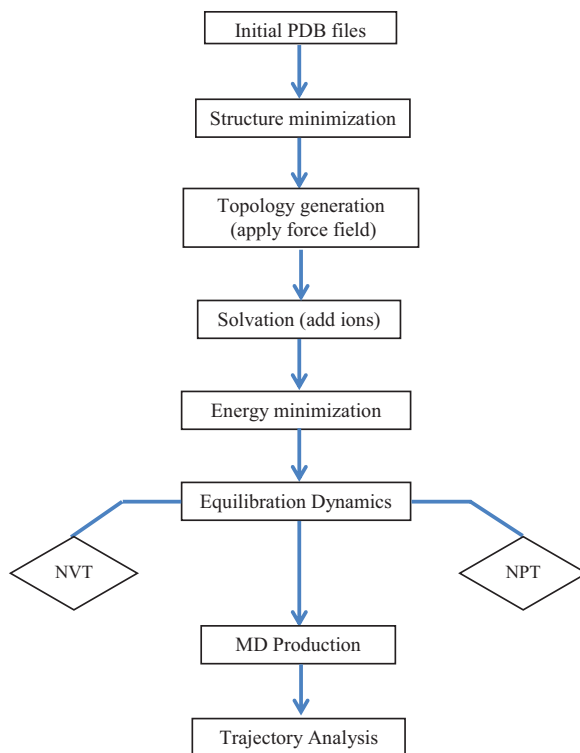 Initial PDB files
Structure minimization
Topology generation
(apply force field)
Solvation (add ions)
Energy minimization
Equilibration Dynamics
NVT
NPT
MD Production
Trajectory Analysis